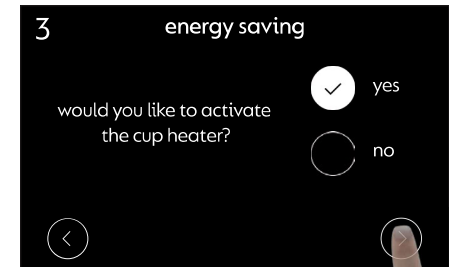 3
energy saving
yes
would you like to activate
the cup heater?
no